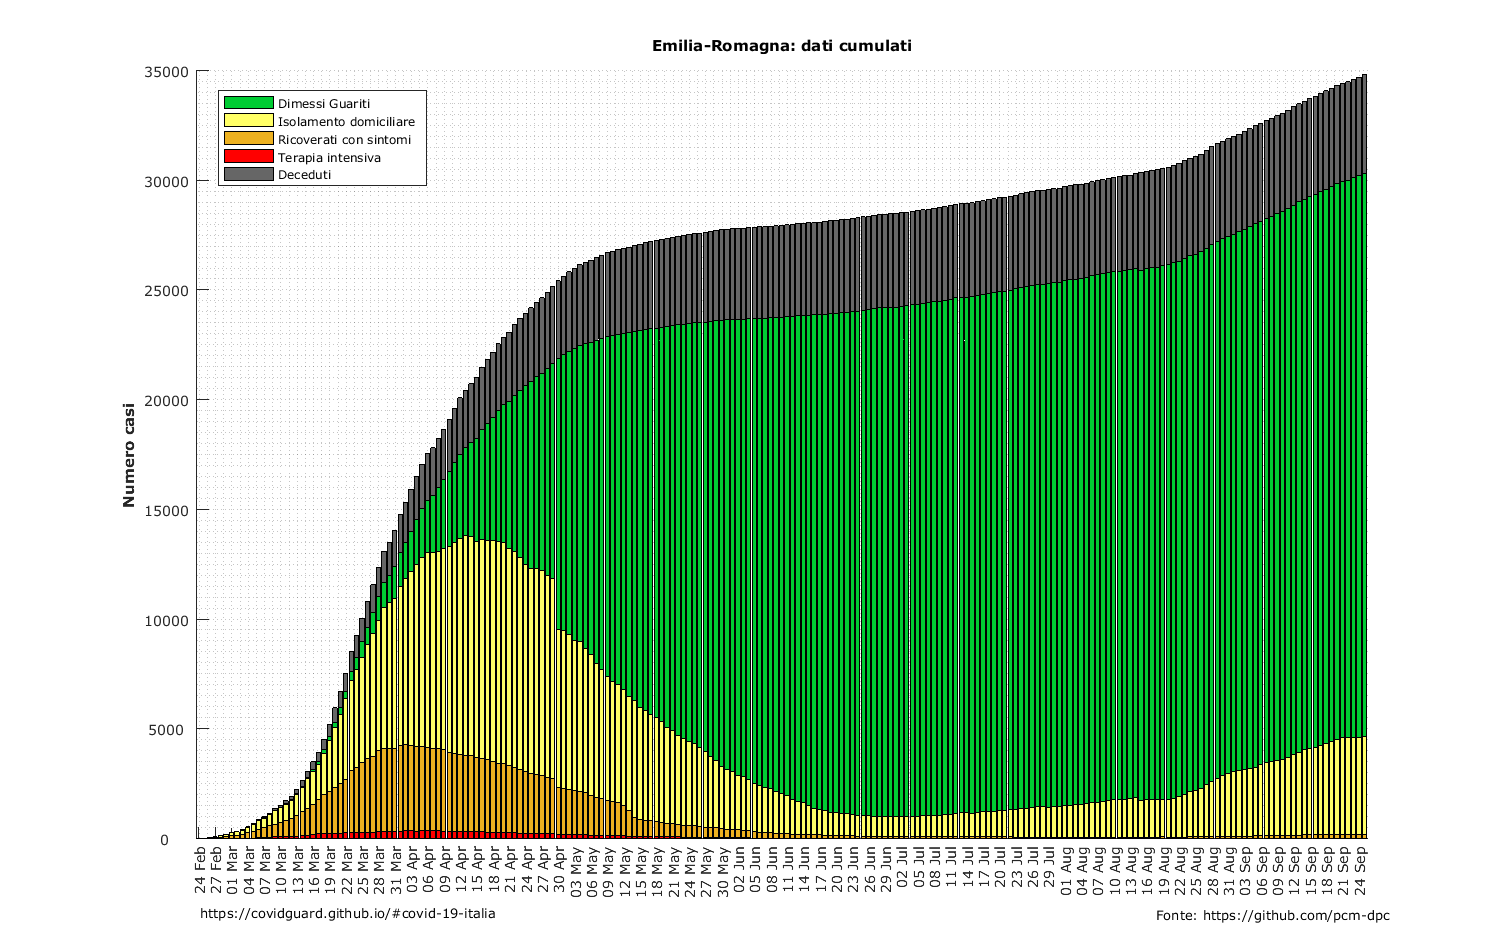 Emilia-Romagna: dati cumulati
35000
30000
25000
20000
15000
10000
5000
0
Numero casi
Dimessi Guariti
Isolamento domiciliare
Ricoverati con sintomi
Terapia intensiva
Deceduti
24 Feb
27 Feb
01 Mar
04 Mar
07 Mar
10 Mar
13 Mar
16 Mar
19 Mar
22 Mar
25 Mar
28 Mar
31 Mar
03 Apr
06 Apr
09 Apr
12 Apr
15 Apr
18 Apr
21 Apr
24 Apr
27 Apr
30 Apr
03 May
06 May
09 May
12 May
15 May
18 May
21 May
24 May
27 May
30 May
02 Jun
05 Jun
08 Jun
11 Jun
14 Jun
17 Jun
20 Jun
23 Jun
26 Jun
29 Jun
02 Jul
05 Jul
08 Jul
11 Jul
14 Jul
17 Jul
20 Jul
23 Jul
26 Jul
29 Jul
01 Aug
04 Aug
07 Aug
10 Aug
13 Aug
16 Aug
19 Aug
22 Aug
25 Aug
28 Aug
31 Aug
03 Sep
06 Sep
09 Sep
12 Sep
15 Sep
18 Sep
21 Sep
24 Sep
https://covidguard.github.io/#covid-19-italia
Fonte: https://github.com/pcm-dpc